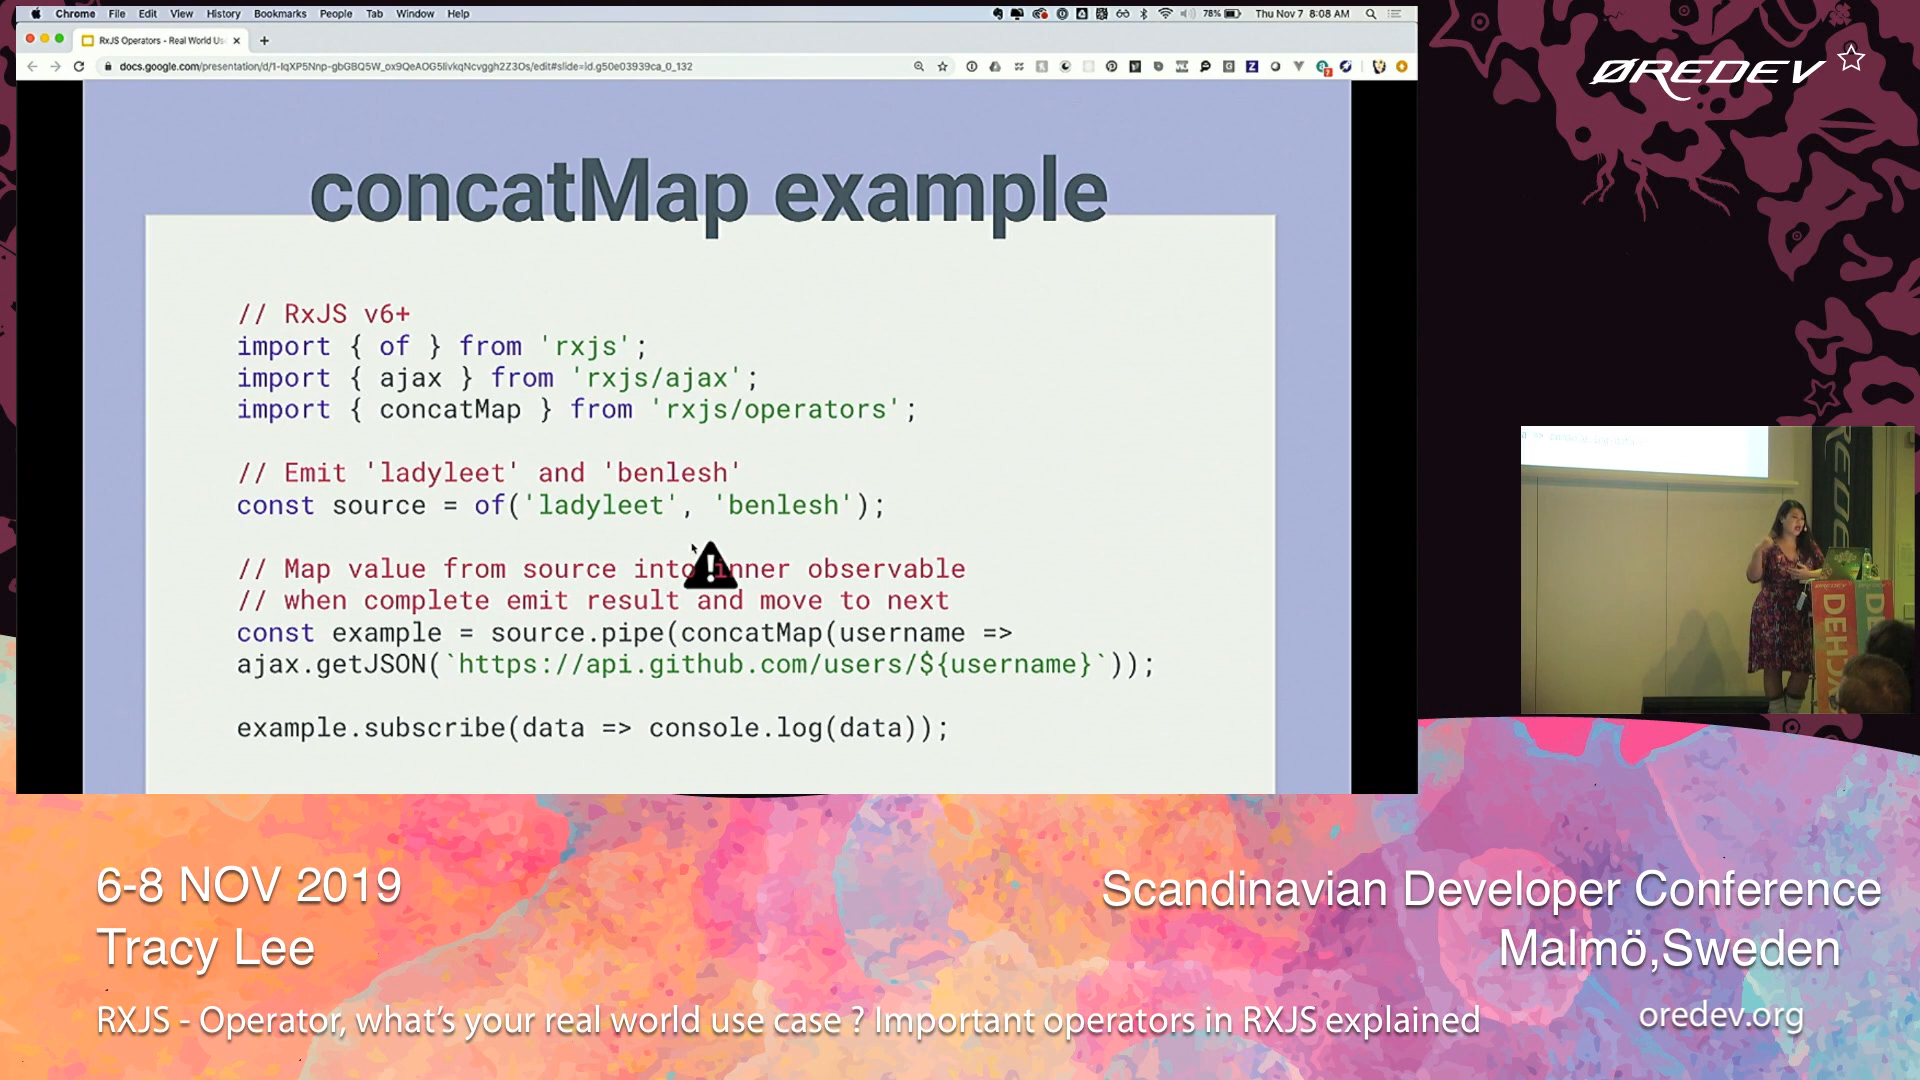 Chrome File Edit View History Bookmarks People Tab Window Help
78% Thu Nov 7 8:08 AM
RxJS Operators - Real World Us
docs.google.com/presentation/d/1-IqXP5Nnp-gbGBQ5W_ox9QeAOG5IivkqNcvggh2Z3Os/edit#slide=id.g50e03939ca_0_132
ØREDEV
concatMap example
// RxJS v6+
import { of } from 'rxjs';
import { ajax } from 'rxjs/ajax';
import { concatMap } from 'rxjs/operators';
// Emit 'ladyleet' and 'benlesh'
const source = of('ladyleet', 'benlesh');
// Map value from source into inner observable
// when complete emit result and move to next
const example = source.pipe(concatMap(username =>
ajax.getJSON(`https://api.github.com/users/${username}`));
example.subscribe(data => console.log(data));
6-8 NOV 2019
Tracy Lee
Scandinavian Developer Conference
Malmö,Sweden
RXJS - Operator, what's your real world use case ? Important operators in RXJS explained
oredev.org